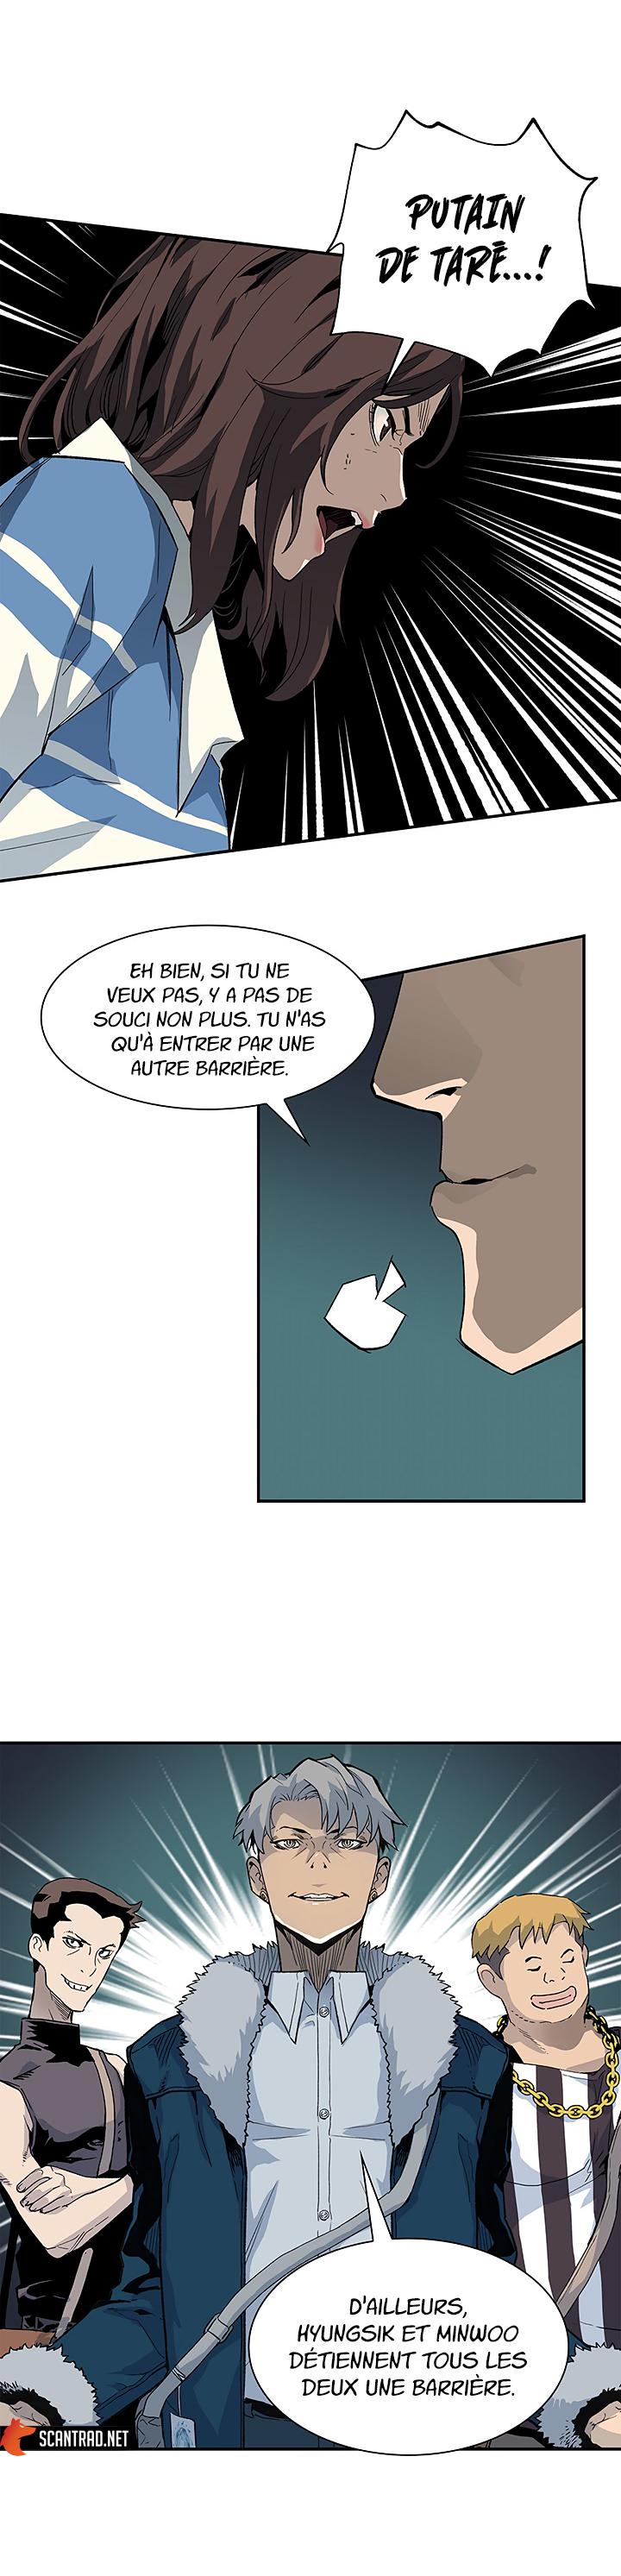 PUTAIN
DE TARÉ...!
EH BIEN, SI TU NE
VEUX PAS, Y A PAS DE
SOUCI NON PLUS. TU N'AS
QU'À ENTRER PAR UNE
AUTRE BARRIÈRE.
D'AILLEURS,
HYUNGSIK ET MINWOO
DÉTIENNENT TOUS LES
DEUX UNE BARRIÈRE.
SCANTRAD.NET